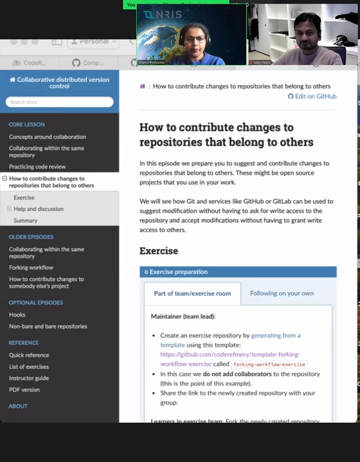 NRIS
Personal
CodeR...
Comp...
Collaborative distributed version
control
Search docs
CORE LESSON
Concepts around collaboration
Collaborating within the same
repository
Practicing code review
How to contribute changes to
repositories that belong to others
Exercise
Help and discussion
Summary
OLDER EPISODES
Collaborating within the same
repository
Forking workflow
How to contribute changes to
somebody else's project
OPTIONAL EPISODES
Hooks
Non-bare and bare repositories
REFERENCE
Quick reference
List of exercises
Instructor guide
PDF version
ABOUT
/ How to contribute changes to repositories that belong to others
Edit on GitHub
How to contribute changes to
repositories that belong to others
In this episode we prepare you to suggest and contribute changes
to repositories that belong to others. These might be open source
projects that you use in your work.
We will see how Git and services like GitHub or GitLab can be used
to suggest modification without having to ask for write access to the
repository and accept modifications without having to grant write
access to others.
Exercise
Exercise preparation
Part of team/exercise room
Following on your own
Maintainer (team lead):
Create an exercise repository by generating from a
template using this template:
https://github.com/coderefinery/template-forking-
workflow-exercise called forking-workflow-exercise
In this case we do not add collaborators to the repository
(this is the point of this example).
Share the link to the newly created repository with your
group.
Learners in exercise team: Fork the newly created repository